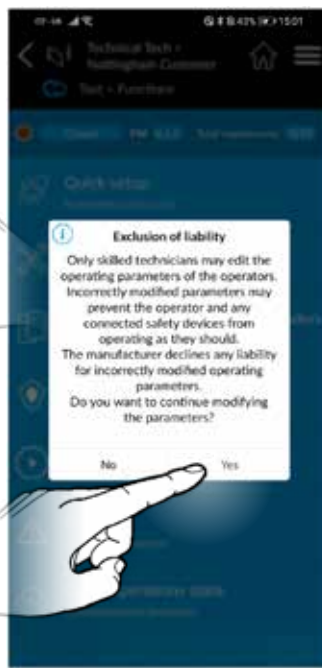 15:01
Technical Tech >
Nottingham Customer
Test > Functions
Quick setup
Exclusion of liability
Only skilled technicians may edit the
operating parameters of the operators.
Incorrectly modified parameters may
prevent the operator and any
connected safety devices from
operating as they should.
The manufacturer declines any liability
for incorrectly modified operating
parameters.
Do you want to continue modifying
the parameters?
No
Yes